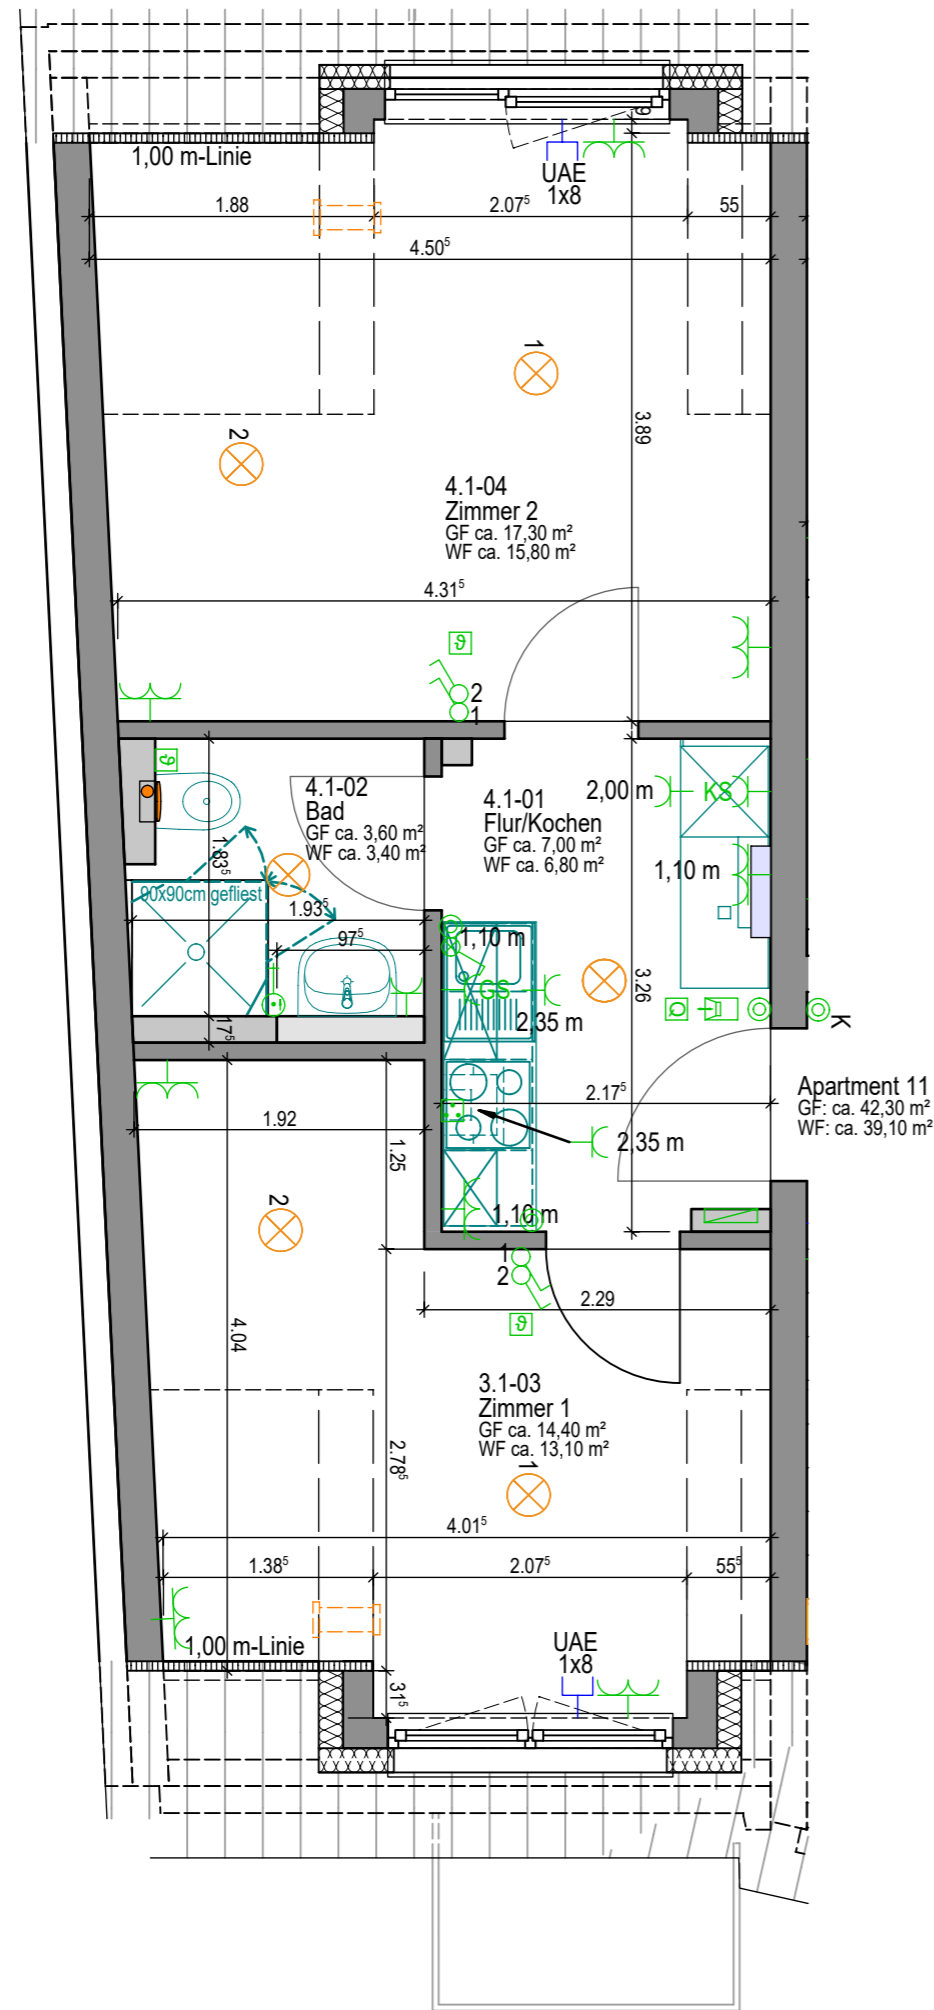 9
1,00 m-Linie
UAE
1x8
1.88
2.07⁵
55
4.50⁵
1
3.89
2
4.1-04
Zimmer 2
GF ca. 17,30 m²
WF ca. 15,80 m²
4.31⁵
ϑ
2
1
ϑ
4.1-02
Bad
GF ca. 3,60 m²
WF ca. 3,40 m²
4.1-01
Flur/Kochen
GF ca. 7,00 m²
WF ca. 6,80 m²
2,00 m
KS
1.83⁵
1,10 m
90x90cm gefliest
1.93⁵
97⁵
1,10 m
GS
3.26
2,35 m
17⁵
K
2.17⁵
Apartment 11
GF: ca. 42,30 m²
WF: ca. 39,10 m²
1.92
1.25
2,35 m
2
1,10 m
1
2
ϑ
2.29
4.04
3.1-03
Zimmer 1
GF ca. 14,40 m²
WF ca. 13,10 m²
2.78⁵
1
4.01⁵
1.38⁵
2.07⁵
55⁵
1,00 m-Linie
UAE
1x8
31⁵